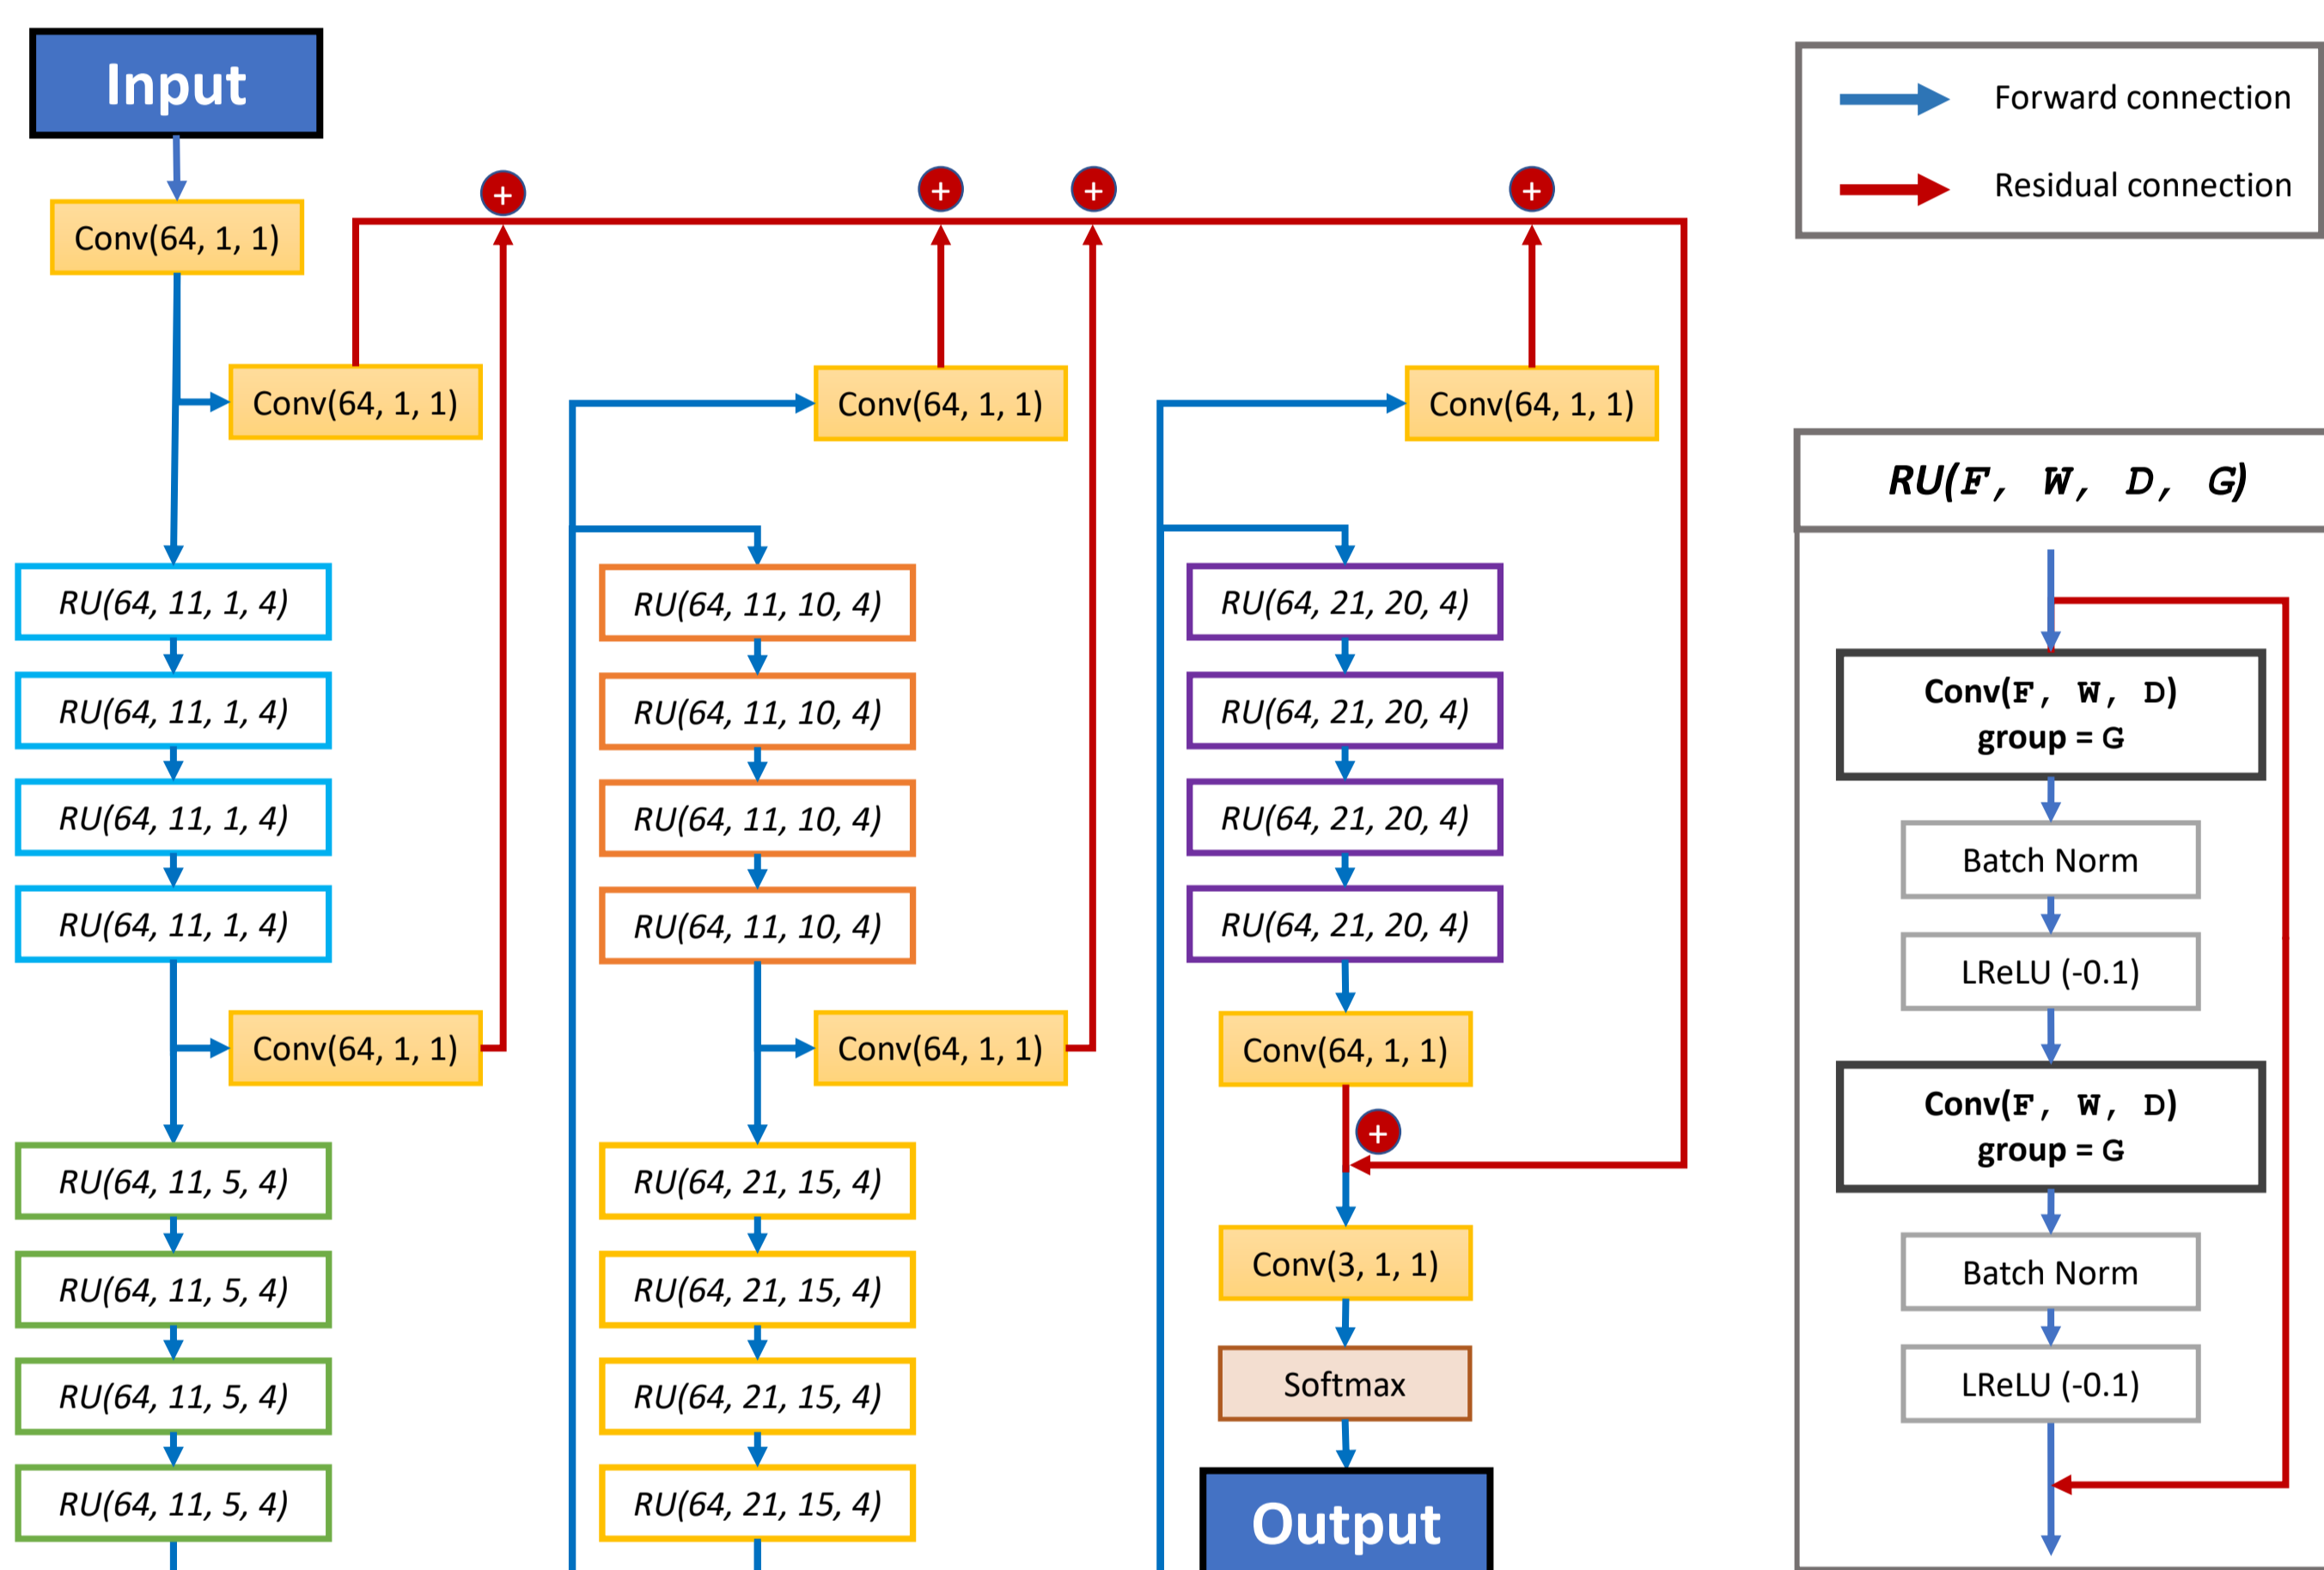 Input
Conv(64, 1, 1)
Conv(64, 1, 1)
RU(64, 11, 1, 4)
RU(64, 11, 1, 4)
RU(64, 11, 1, 4)
RU(64, 11, 1, 4)
Conv(64, 1, 1)
RU(64, 11, 5, 4)
RU(64, 11, 5, 4)
RU(64, 11, 5, 4)
RU(64, 11, 5, 4)
+
+
+
+
Conv(64, 1, 1)
RU(64, 11, 10, 4)
RU(64, 11, 10, 4)
RU(64, 11, 10, 4)
RU(64, 11, 10, 4)
Conv(64, 1, 1)
RU(64, 21, 15, 4)
RU(64, 21, 15, 4)
RU(64, 21, 15, 4)
RU(64, 21, 15, 4)
Conv(64, 1, 1)
RU(64, 21, 20, 4)
RU(64, 21, 20, 4)
RU(64, 21, 20, 4)
RU(64, 21, 20, 4)
Conv(64, 1, 1)
+
Conv(3, 1, 1)
Softmax
Output
Forward connection
Residual connection
RU(F, W, D, G)
Conv(F, W, D)
group = G
Batch Norm
LReLU (-0.1)
Conv(F, W, D)
group = G
Batch Norm
LReLU (-0.1)